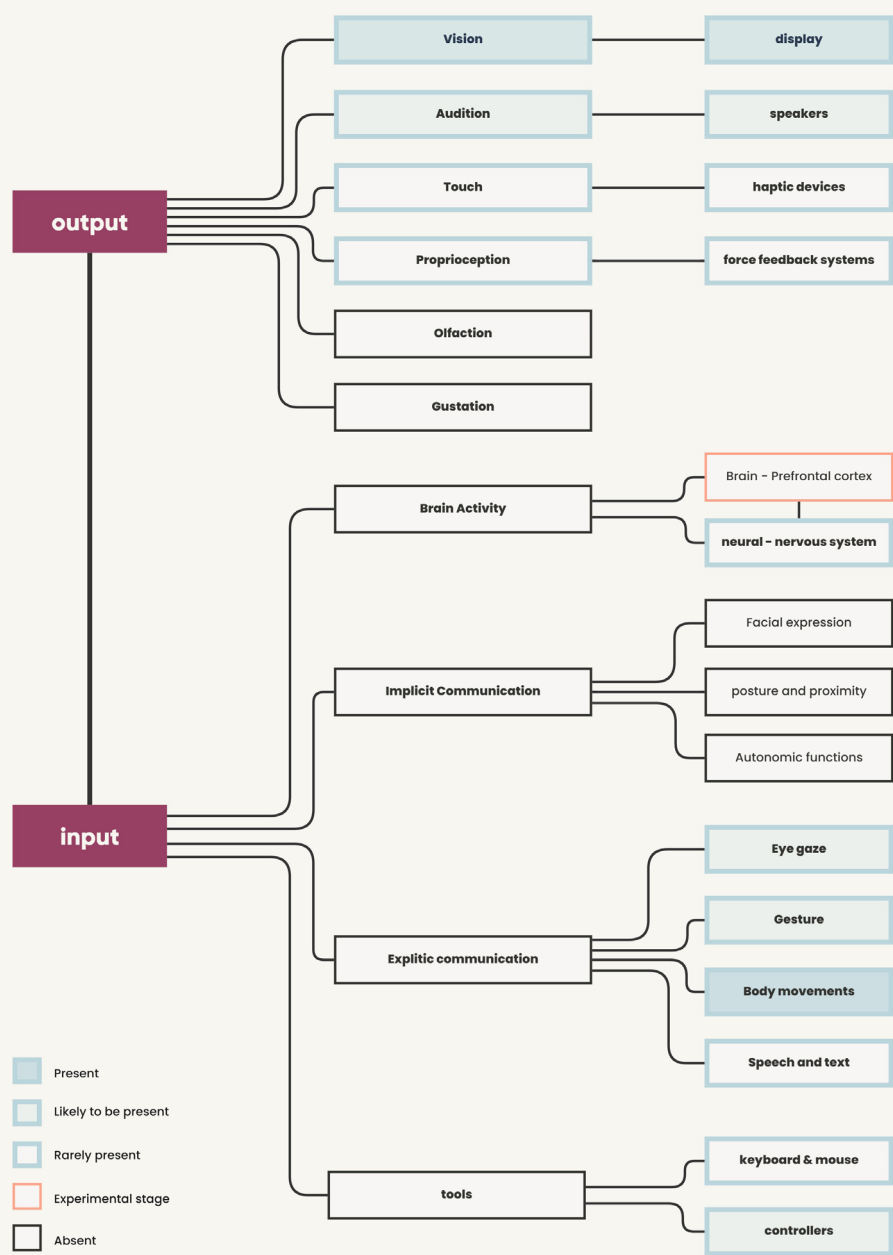 Vision
display
Audition
speakers
Touch
haptic devices
output
Proprioception
force feedback systems
Olfaction
Gustation
Brain - Prefrontal cortex
Brain Activity
neural - nervous system
Facial expression
Implicit Communication
posture and proximity
Autonomic functions
input
Eye gaze
Gesture
Explitic communication
Body movements
Speech and text
keyboard & mouse
tools
controllers
Present
Likely to be present
Rarely present
Experimental stage
Absent